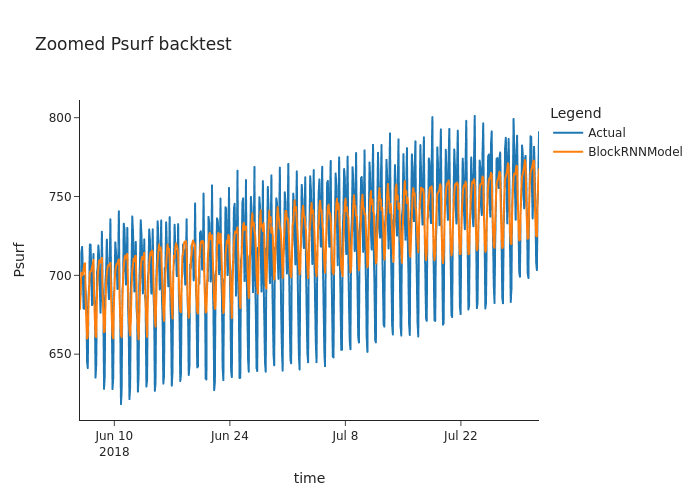 Zoomed Psurf backtest
Legend
Actual
BlockRNNModel
800
750
700
650
Psurf
Jun 10
2018
Jun 24
Jul 8
Jul 22
time